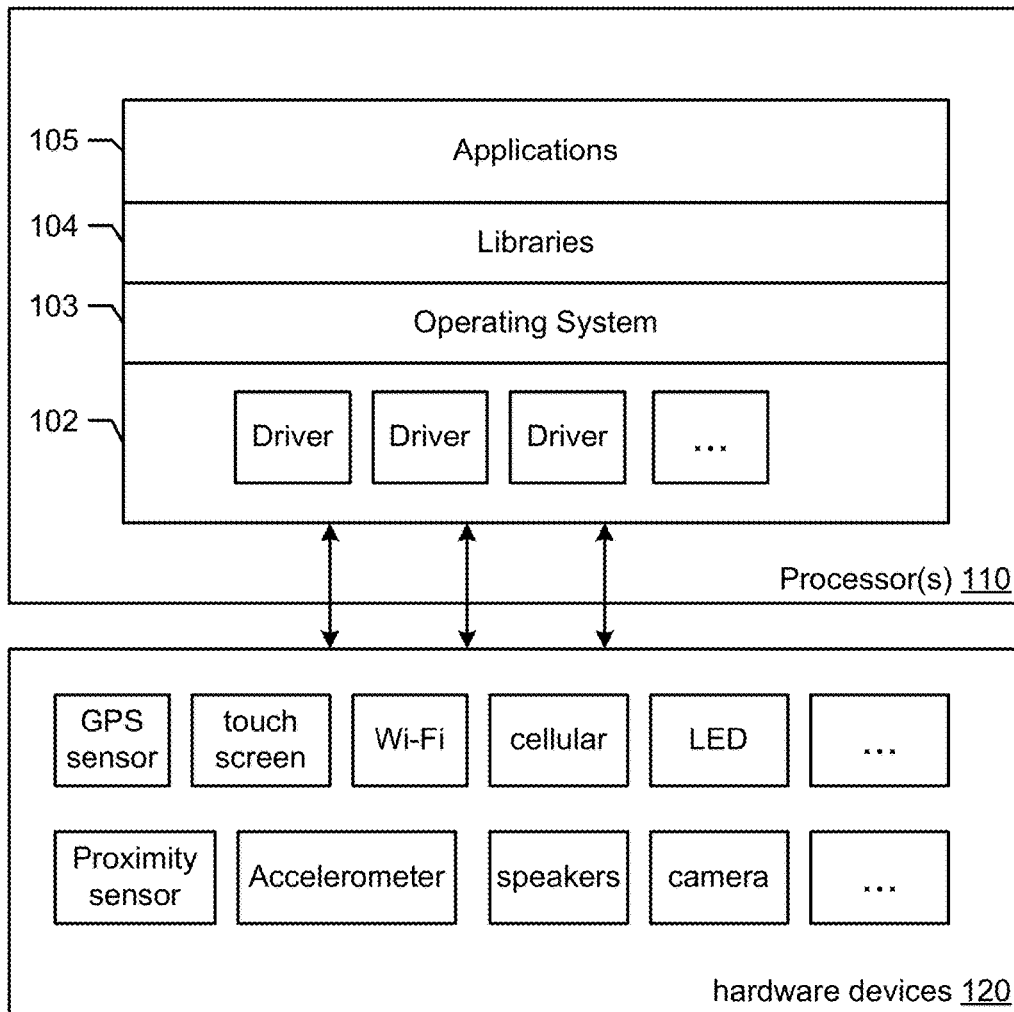 105
Applications
104
Libraries
103
Operating System
102
Driver Driver Driver ...
Processor(s) 110
GPS sensor
touch screen
Wi-Fi
cellular
LED
...
Proximity sensor
Accelerometer
speakers
camera
...
hardware devices 120